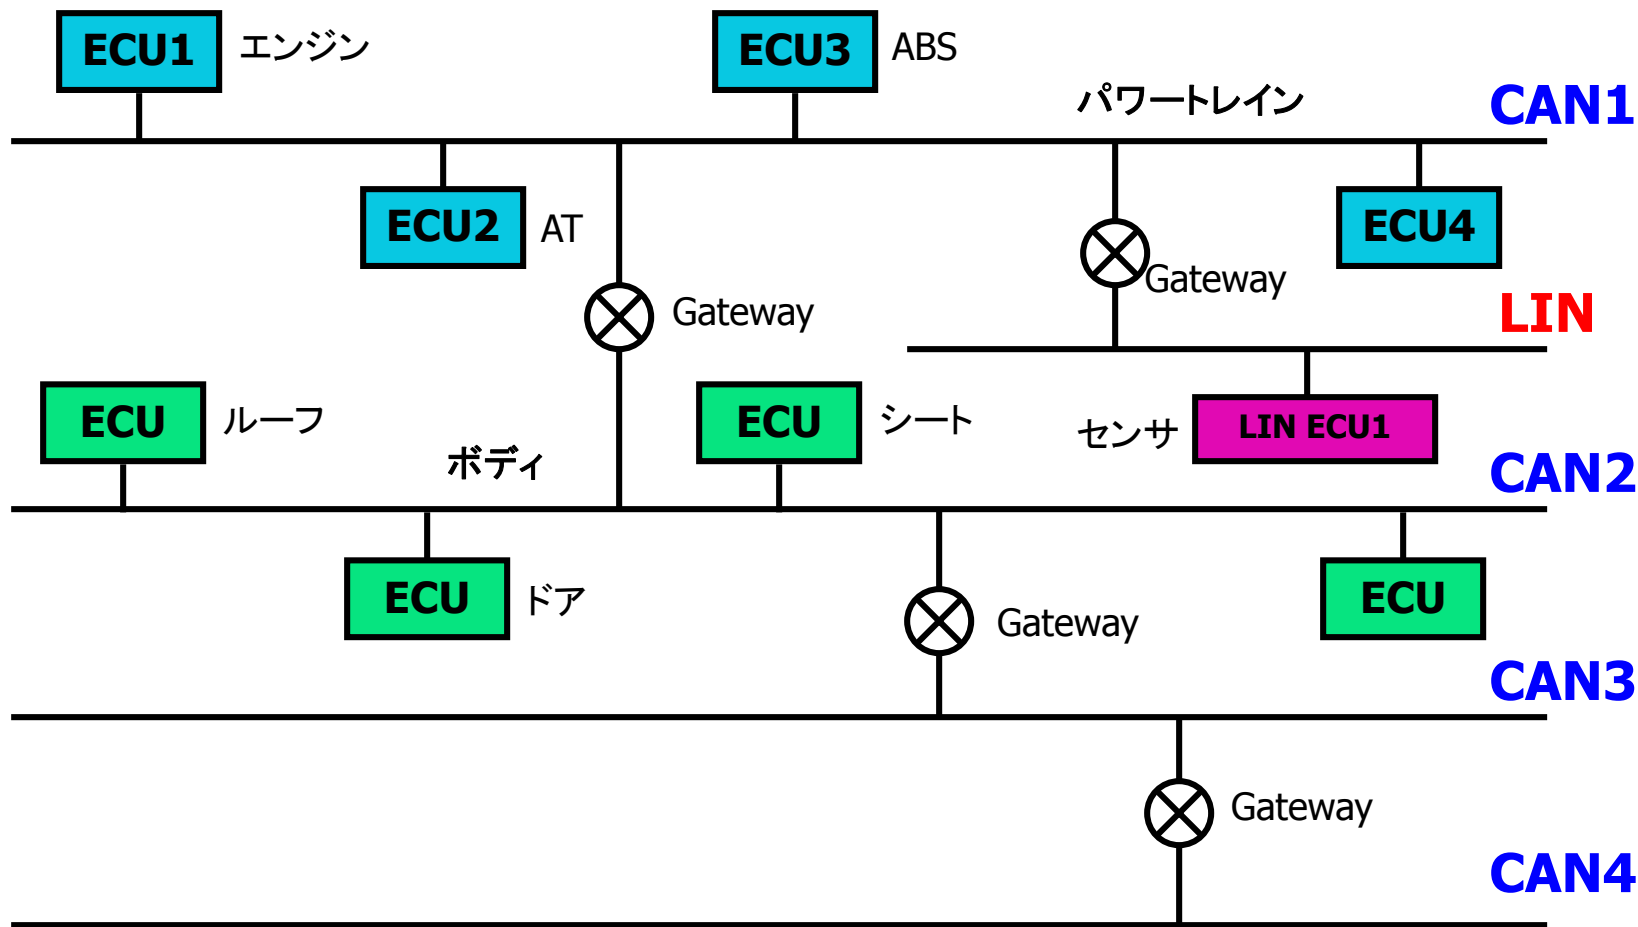 ECU1 エンジン
ECU3 ABS
パワートレイン
CAN1
ECU2 AT
ECU4
Gateway
Gateway
LIN
ECU ルーフ
ECU シート
センサ LIN ECU1
ボディ
CAN2
ECU ドア
Gateway
ECU
CAN3
Gateway
CAN4